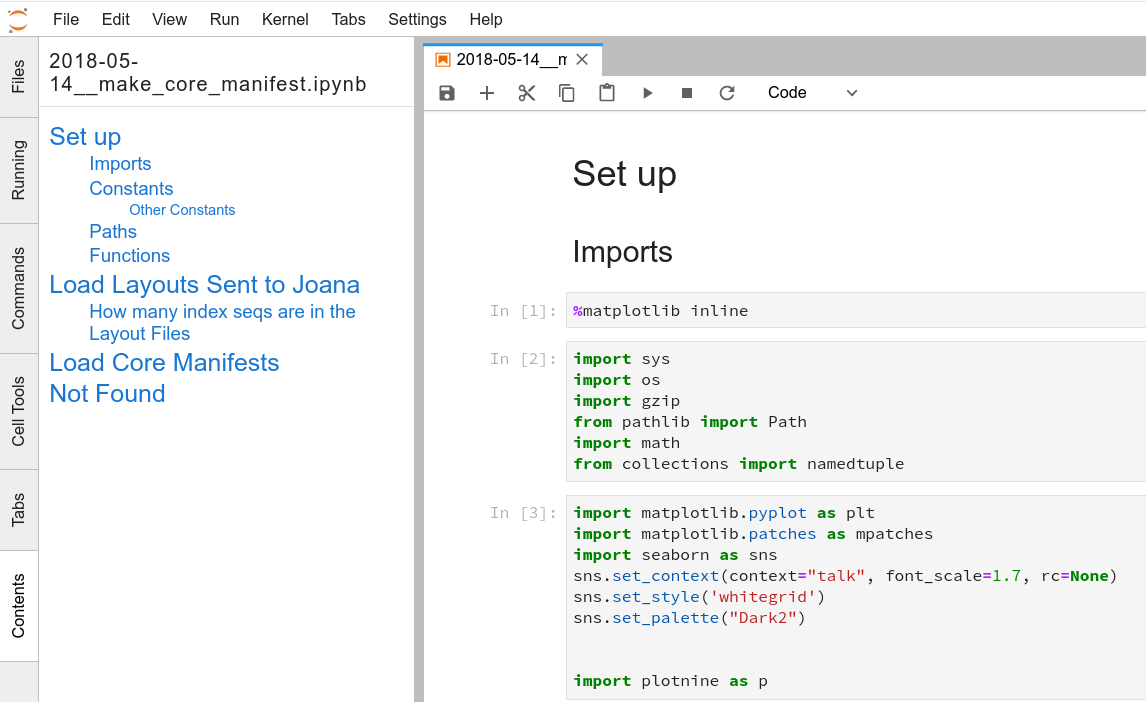 File Edit View Run Kernel Tabs Settings Help
Files
Running
Commands
Cell Tools
Tabs
Contents
2018-05-
14__make_core_manifest.ipynb
Set up
Imports
Constants
Other Constants
Paths
Functions
Load Layouts Sent to Joana
How many index seqs are in the
Layout Files
Load Core Manifests
Not Found
2018-05-14__m
Code
Set up
Imports
In [1]: %matplotlib inline
In [2]: import sys
import os
import gzip
from pathlib import Path
import math
from collections import namedtuple
In [3]: import matplotlib.pyplot as plt
import matplotlib.patches as mpatches
import seaborn as sns
sns.set_context(context="talk", font_scale=1.7, rc=None)
sns.set_style('whitegrid')
sns.set_palette("Dark2")
import plotnine as p